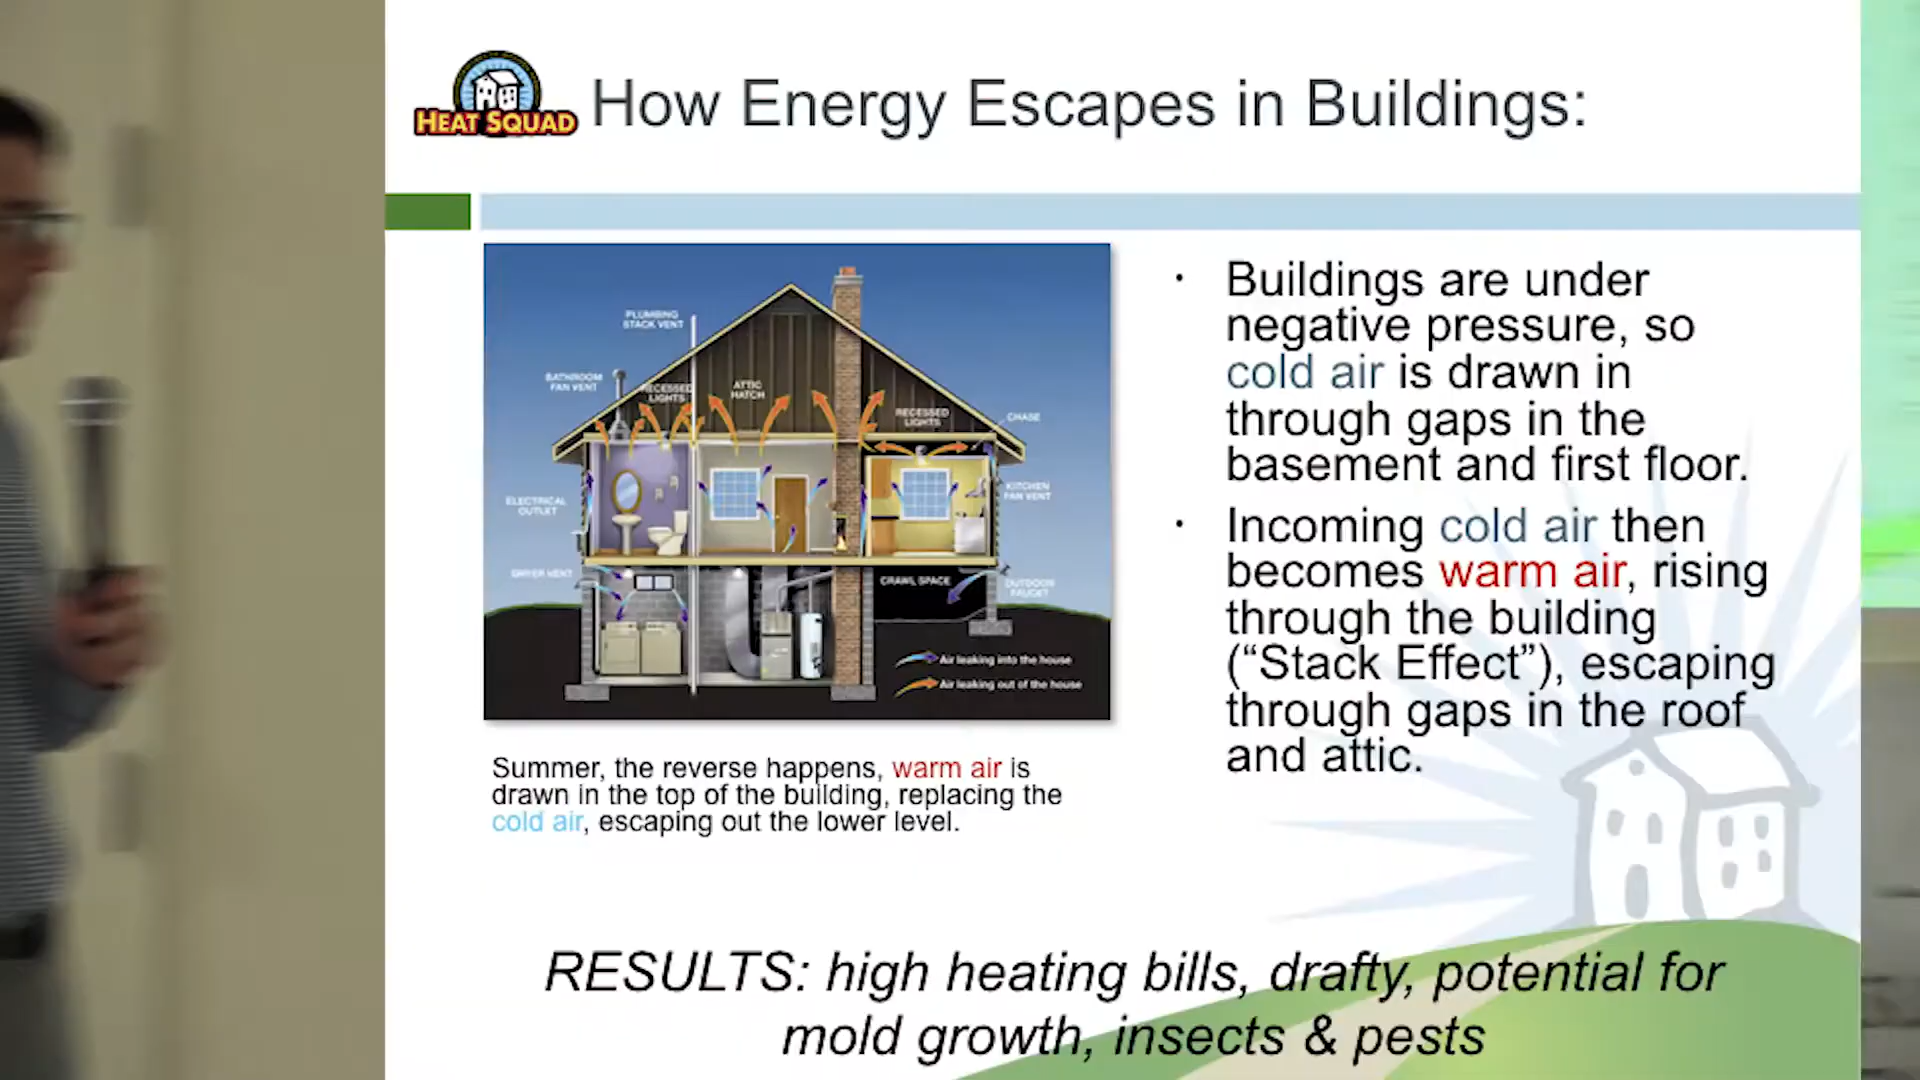 HEAT SQUAD
How Energy Escapes in Buildings:
PLUMBING
STACK VENT
BATHROOM
FAN VENT
RECESSED
LIGHTS
ATTIC
HATCH
RECESSED
LIGHTS
CHASE
ELECTRICAL
OUTLET
KITCHEN
FAN VENT
DRYER VENT
CRAWL SPACE
OUTDOOR
FAUCET
Air leaking into the house
Air leaking out of the house
Summer, the reverse happens, warm air is
drawn in the top of the building, replacing the
cold air, escaping out the lower level.
• Buildings are under
negative pressure, so
cold air is drawn in
through gaps in the
basement and first floor.
• Incoming cold air then
becomes warm air, rising
through the building
(“Stack Effect”), escaping
through gaps in the roof
and attic.
RESULTS: high heating bills, drafty, potential for
mold growth, insects & pests